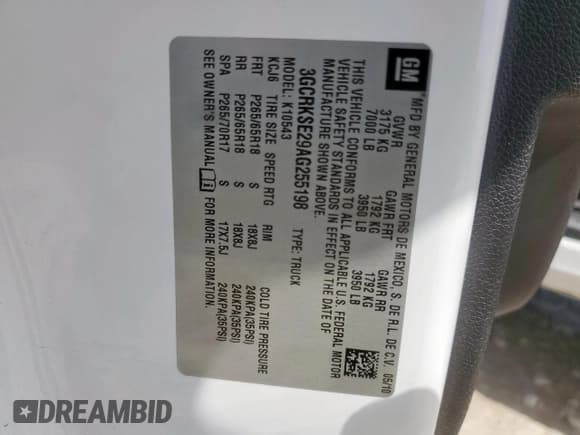 GM
MFD BY GENERAL MOTORS DE MEXICO, S. DE R.L. DE C.V. 05/10
GVWR GAWR FRT GAWR RR
3175 KG 1792 KG 1792 KG
7000 LB 3950 LB 3950 LB
THIS VEHICLE CONFORMS TO ALL APPLICABLE U.S. FEDERAL MOTOR
VEHICLE SAFETY STANDARDS IN EFFECT ON THE DATE OF
MANUFACTURE SHOWN ABOVE.
3GCRKSE29AG255198 TYPE: TRUCK
MODEL: K10543
KCJ6 TIRE SIZE SPEED RTG RIM COLD TIRE PRESSURE
FRT P265/65R18 S 18X8J 240KPA(35PSI)
RR P265/65R18 S 18X8J 240KPA(35PSI)
SPA P265/70R17 S 17X7.5J 240KPA(35PSI)
SEE OWNER'S MANUAL FOR MORE INFORMATION.
DREAMBID